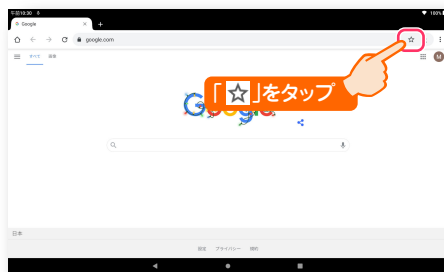 午前10:30
100%
Google
google.com
すべて 画像
M
「☆」をタップ
Google
日本
設定 プライバシー 規約